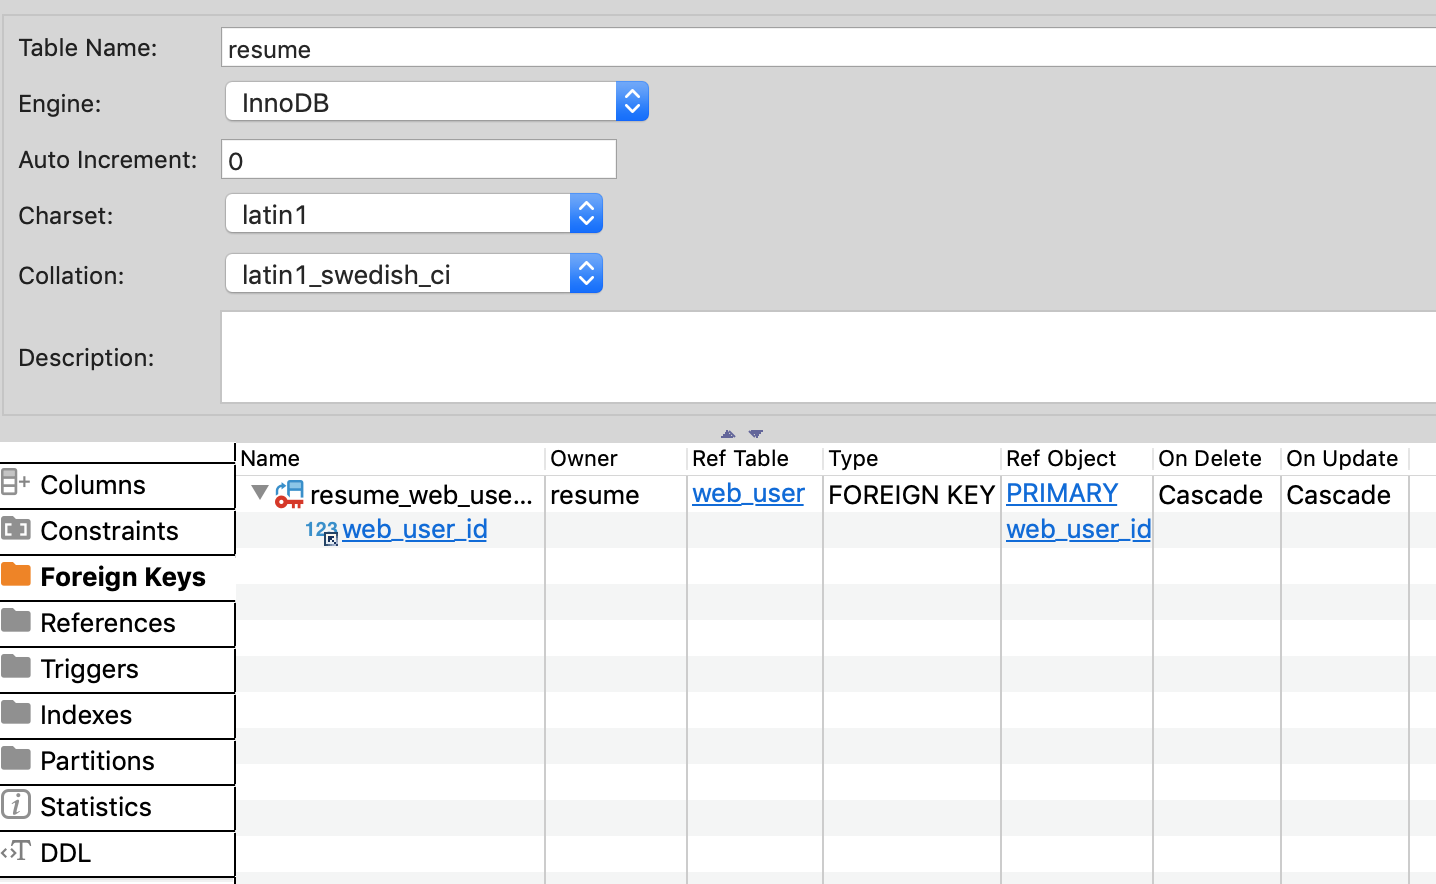 Table Name: resume
Engine: InnoDB
Auto Increment: 0
Charset: latin1
Collation: latin1_swedish_ci
Description:
Name Owner Ref Table Type Ref Object On Delete On Update
resume_web_use... resume web_user FOREIGN KEY PRIMARY Cascade Cascade
123 web_user_id web_user_id
Columns
Constraints
Foreign Keys
References
Triggers
Indexes
Partitions
Statistics
DDL